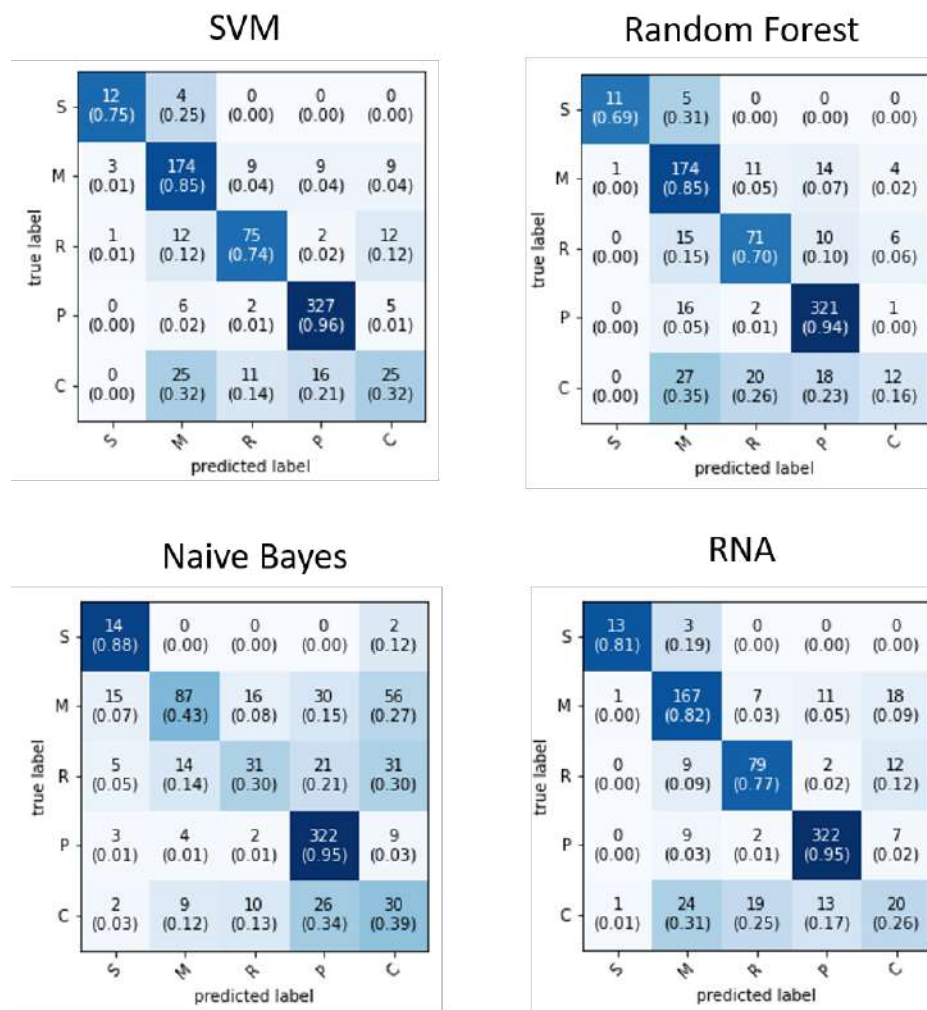 SVM
S
12 4 0 0 0
(0.75) (0.25) (0.00) (0.00) (0.00)
M
3 174 9 9 9
(0.01) (0.85) (0.04) (0.04) (0.04)
R
1 12 75 2 12
(0.01) (0.12) (0.74) (0.02) (0.12)
P
0 6 2 327 5
(0.00) (0.02) (0.01) (0.96) (0.01)
C
0 25 11 16 25
(0.00) (0.32) (0.14) (0.21) (0.32)
true label
S M R P C
predicted label
Random Forest
S
11 5 0 0 0
(0.69) (0.31) (0.00) (0.00) (0.00)
M
1 174 11 14 4
(0.00) (0.85) (0.05) (0.07) (0.02)
R
0 15 71 10 6
(0.00) (0.15) (0.70) (0.10) (0.06)
P
0 16 2 321 1
(0.00) (0.05) (0.01) (0.94) (0.00)
C
0 27 20 18 12
(0.00) (0.35) (0.26) (0.23) (0.16)
true label
S M R P C
predicted label
Naive Bayes
S
14 0 0 0 2
(0.88) (0.00) (0.00) (0.00) (0.12)
M
15 87 16 30 56
(0.07) (0.43) (0.08) (0.15) (0.27)
R
5 14 31 21 31
(0.05) (0.14) (0.30) (0.21) (0.30)
P
3 4 2 322 9
(0.01) (0.01) (0.01) (0.95) (0.03)
C
2 9 10 26 30
(0.03) (0.12) (0.13) (0.34) (0.39)
true label
S M R P C
predicted label
RNA
S
13 3 0 0 0
(0.81) (0.19) (0.00) (0.00) (0.00)
M
1 167 7 11 18
(0.00) (0.82) (0.03) (0.05) (0.09)
R
0 9 79 2 12
(0.00) (0.09) (0.77) (0.02) (0.12)
P
0 9 2 322 7
(0.00) (0.03) (0.01) (0.95) (0.02)
C
1 24 19 13 20
(0.01) (0.31) (0.25) (0.17) (0.26)
true label
S M R P C
predicted label